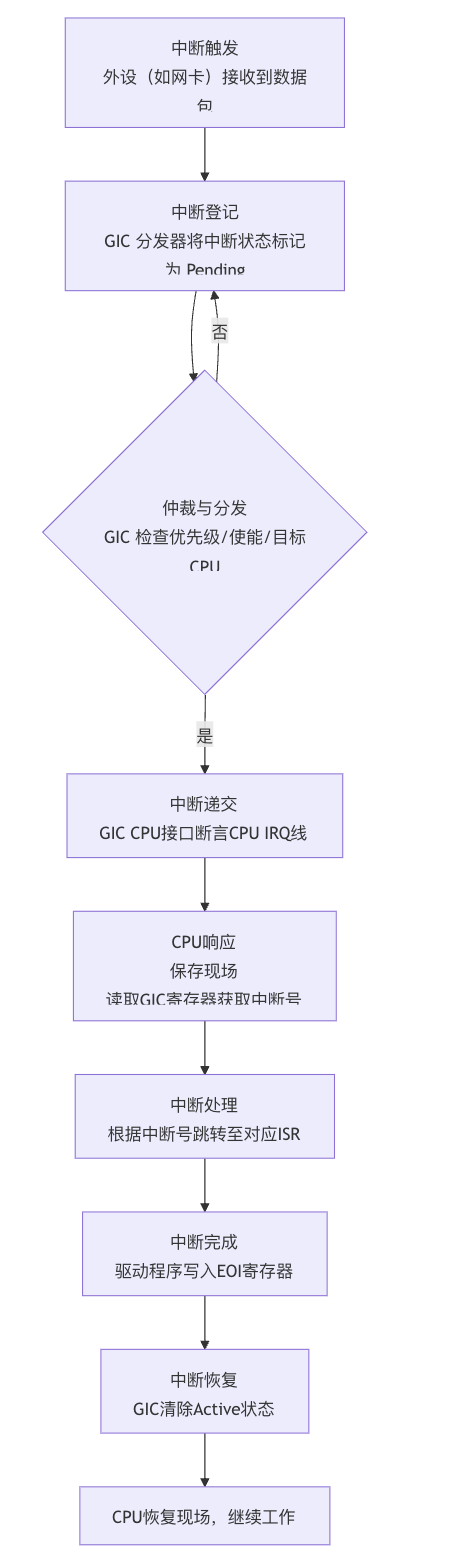 中断触发
外设（如网卡）接收到数据
包
中断登记
GIC 分发器将中断状态标记
为 Pending
否
仲裁与分发
GIC 检查优先级/使能/目标
CPU
是
中断递交
GIC CPU接口断言CPU IRQ线
CPU响应
保存现场
读取GIC寄存器获取中断号
中断处理
根据中断号跳转至对应ISR
中断完成
驱动程序写入EOI寄存器
中断恢复
GIC清除Active状态
CPU恢复现场，继续工作